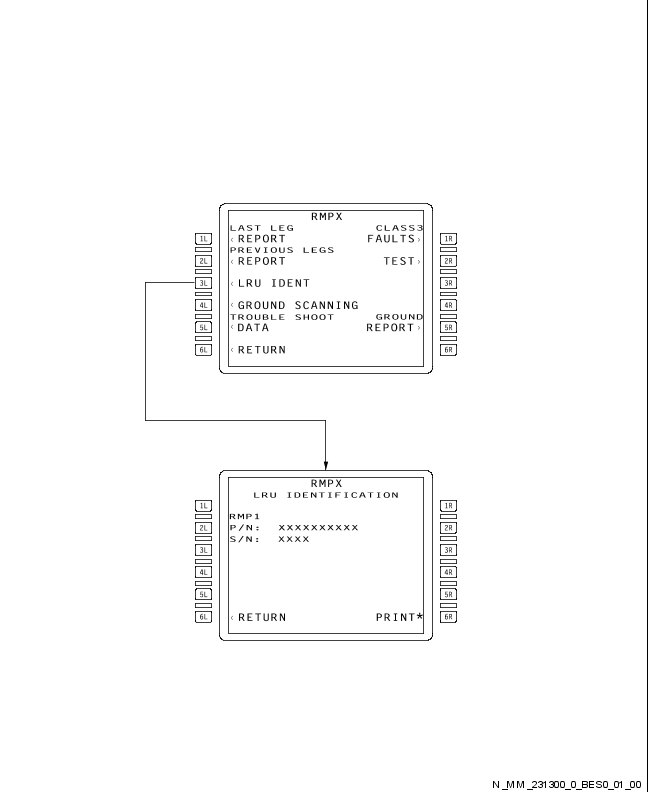 RMPX
LAST LEG CLASS3
1L ‹REPORT FAULTS› 1R
PREVIOUS LEGS
2L ‹REPORT TEST› 2R
3L ‹LRU IDENT 3R
4L ‹GROUND SCANNING 4R
TROUBLE SHOOT GROUND
5L ‹DATA REPORT› 5R
6L ‹RETURN 6R
RMPX
LRU IDENTIFICATION
1L 1R
RMP1
2L P/N: XXXXXXXXXX 2R
S/N: XXXX
3L 3R
4L 4R
5L 5R
6L ‹RETURN PRINT* 6R
N_MM_231300_0_BES0_01_00